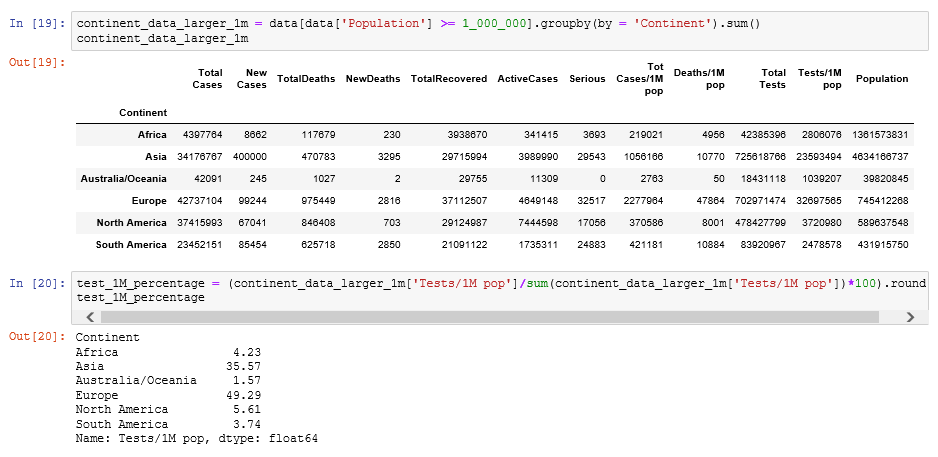 In [19]: continent_data_larger_1m = data[data['Population'] >= 1_000_000].groupby(by = 'Continent').sum()
continent_data_larger_1m
Out[19]:
Total Cases New Cases TotalDeaths NewDeaths TotalRecovered ActiveCases Serious Tot Cases/1M pop Deaths/1M pop Total Tests Tests/1M pop Population
Continent
Africa 4397764 8662 117679 230 3938670 341415 3693 219021 4956 42385396 2806076 1361573831
Asia 34176767 400000 470783 3295 29715994 3989990 29543 1056166 10770 725618766 23593494 4634166737
Australia/Oceania 42091 245 1027 2 29755 11309 0 2763 50 18431118 1039207 39820845
Europe 42737104 99244 975449 2816 37112507 4649148 32517 2277964 47864 702971474 32697565 745412268
North America 37415993 67041 846408 703 29124987 7444598 17056 370586 8001 478427799 3720980 589637548
South America 23452151 85454 625718 2850 21091122 1735311 24883 421181 10884 83920967 2478578 431915750
In [20]: test_1M_percentage = (continent_data_larger_1m['Tests/1M pop']/sum(continent_data_larger_1m['Tests/1M pop'])*100).round
test_1M_percentage
Out[20]: Continent
Africa 4.23
Asia 35.57
Australia/Oceania 1.57
Europe 49.29
North America 5.61
South America 3.74
Name: Tests/1M pop, dtype: float64